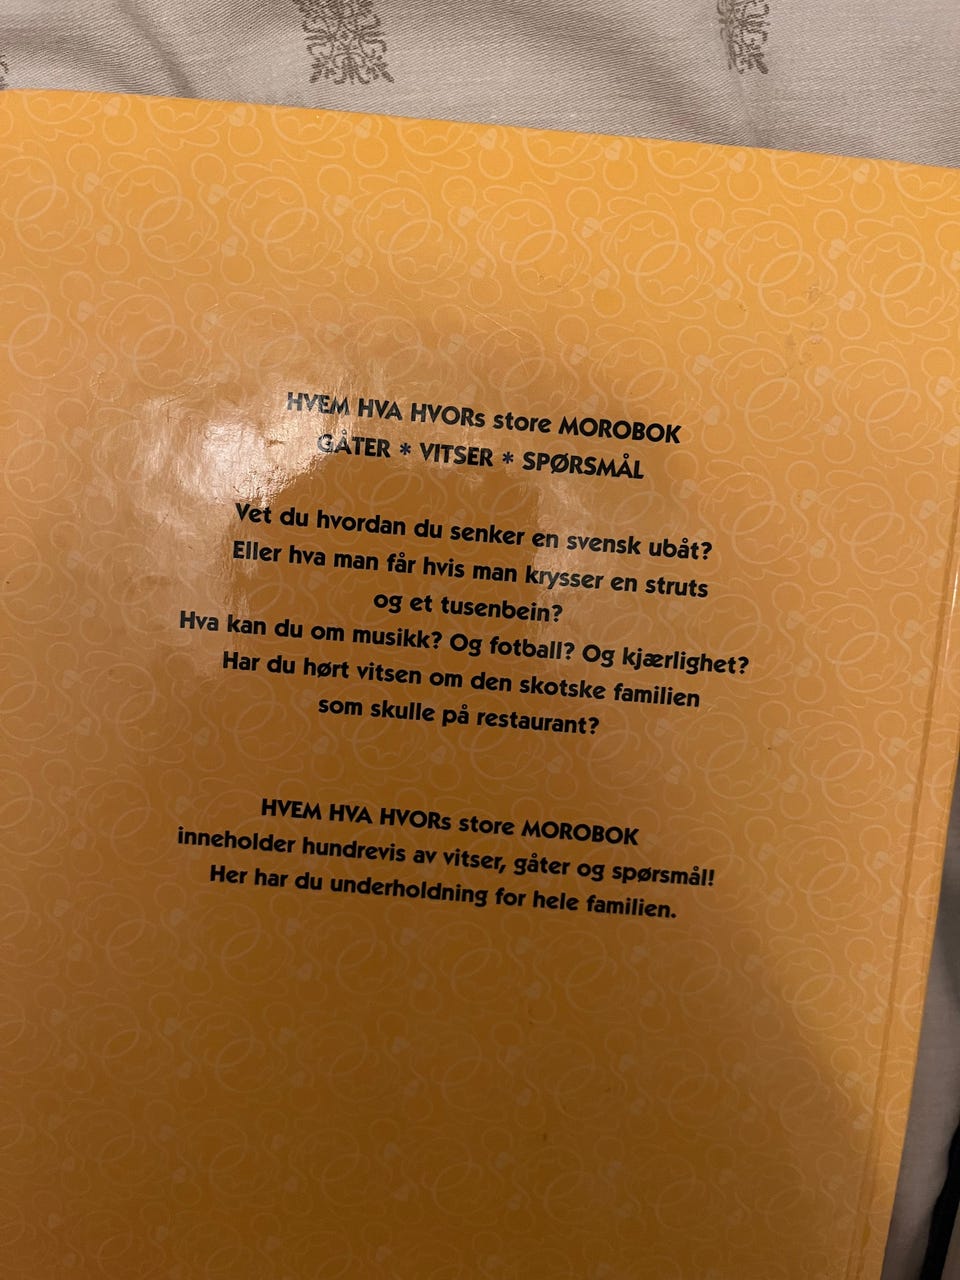 HVEM HVA HVORs store MOROBOK
GÅTER * VITSER * SPØRSMÅL
Vet du hvordan du senker en svensk ubåt?
Eller hva man får hvis man krysser en struts
og et tusenbein?
Hva kan du om musikk? Og fotball? Og kjærlighet?
Har du hørt vitsen om den skotske familien
som skulle på restaurant?
HVEM HVA HVORs store MOROBOK
inneholder hundrevis av vitser, gåter og spørsmål!
Her har du underholdning for hele familien.